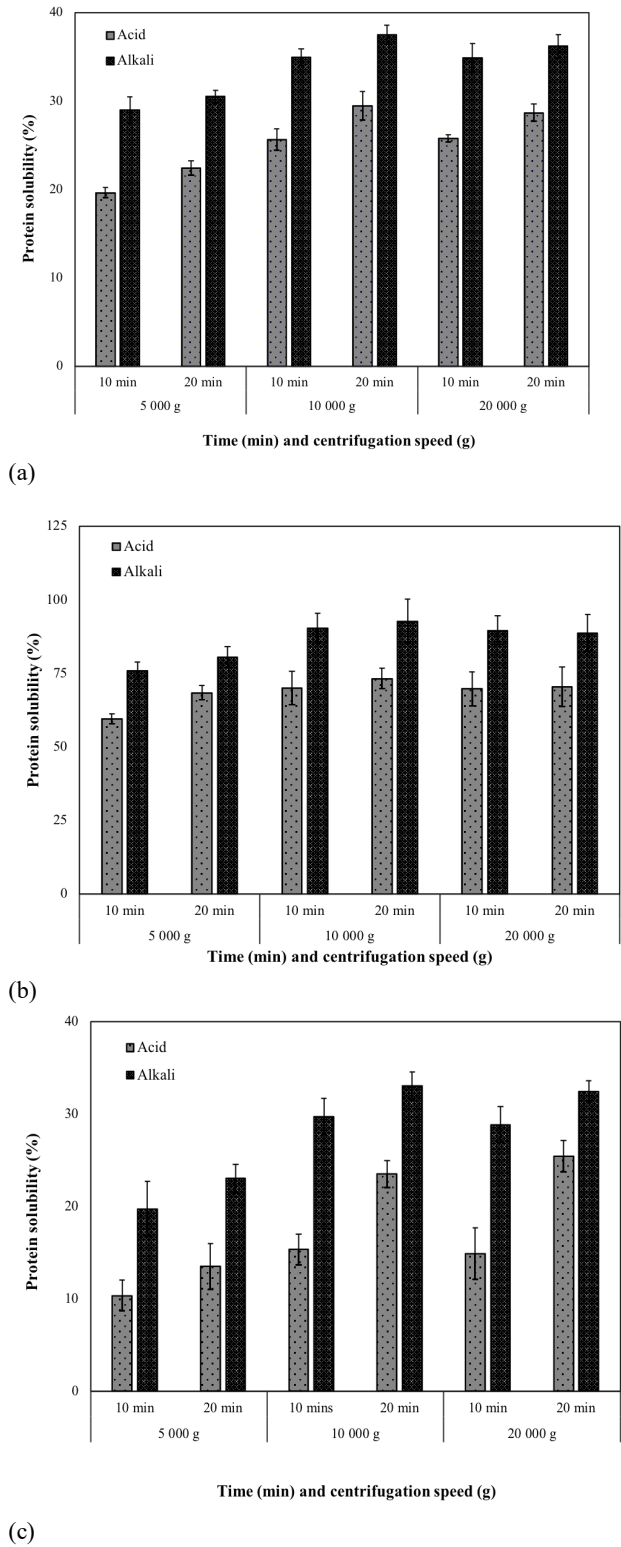 40
30
20
10
0
Protein solubility (%)
Acid
Alkali
10 min 20 min 10 min 20 min 10 min 20 min
5 000 g 10 000 g 20 000 g
Time (min) and centrifugation speed (g)
(a)
125
100
75
50
25
0
Protein solubility (%)
Acid
Alkali
10 min 20 min 10 min 20 min 10 min 20 min
5 000 g 10 000 g 20 000 g
Time (min) and centrifugation speed (g)
(b)
40
30
20
10
0
Protein solubility (%)
Acid
Alkali
10 min 20 min 10 mins 20 min 10 min 20 min
5 000 g 10 000 g 20 000 g
Time (min) and centrifugation speed (g)
(c)